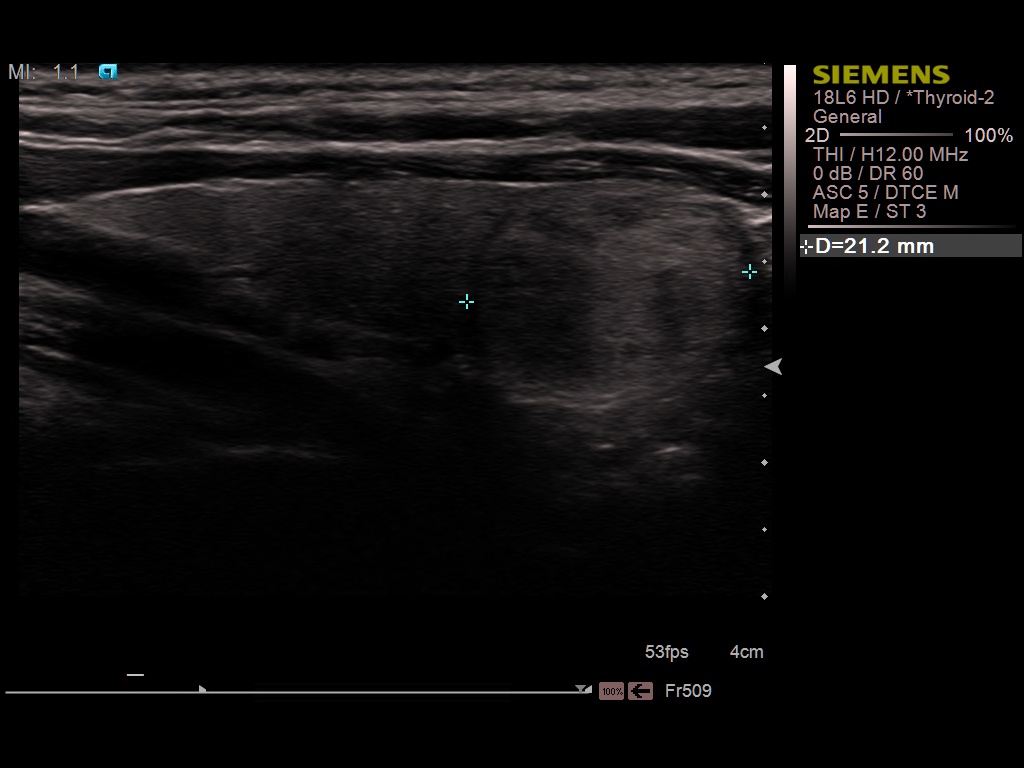 MI: 1.1
SIEMENS
18L6 HD / *Thyroid-2
General
2D 100%
THI / H12.00 MHz
0 dB / DR 60
ASC 5 / DTCE M
Map E / ST 3
D=21.2 mm
53fps 4cm
100% Fr509